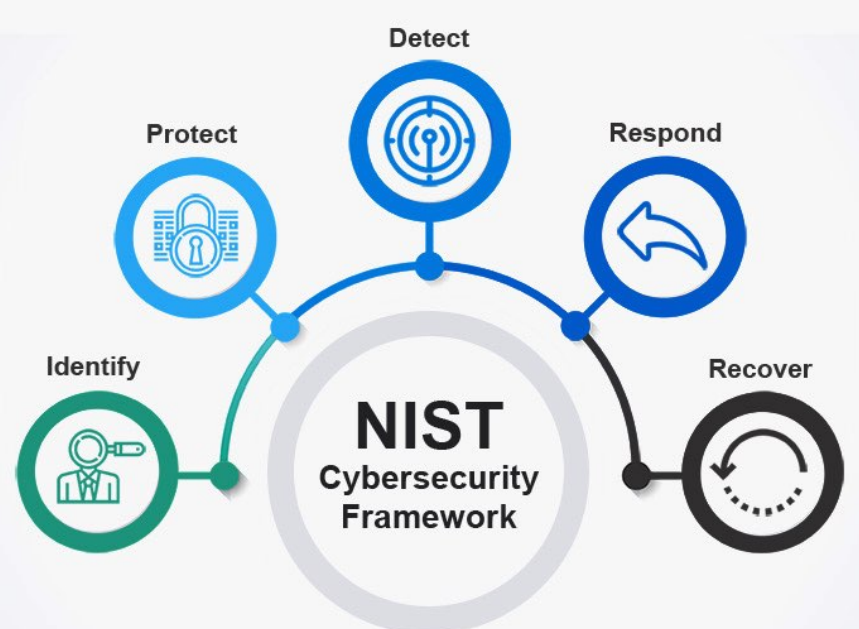 Detect
Protect
Respond
Identify
Recover
NIST
Cybersecurity
Framework